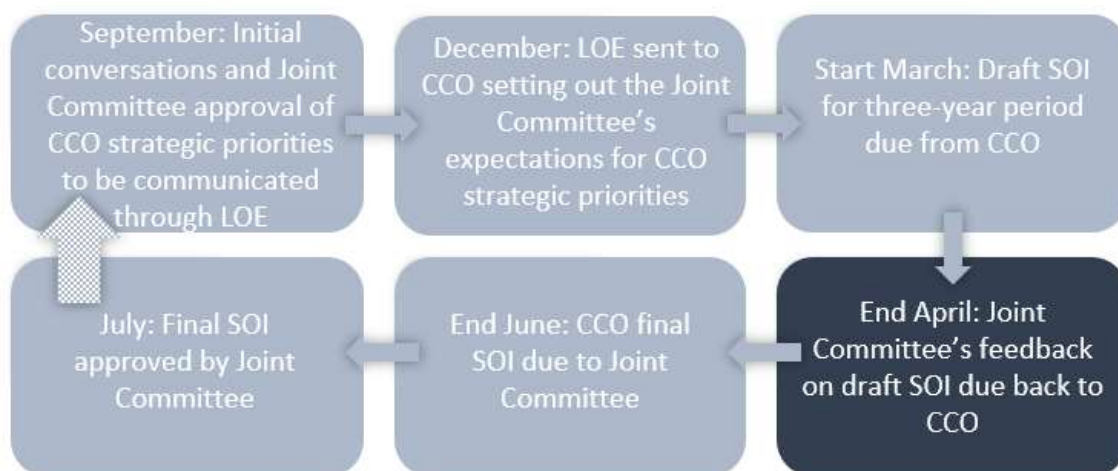 September: Initial
conversations and Joint
Committee approval of
CCO strategic priorities
to be communicated
through LOE
December: LOE sent to
CCO setting out the Joint
Committee's
expectations for CCO
strategic priorities
Start March: Draft SOI
for three-year period
due from CCO
End April: Joint
Committee's feedback
on draft SOI due back to
CCO
End June: CCO final
SOI due to Joint
Committee
July: Final SOI
approved by Joint
Committee